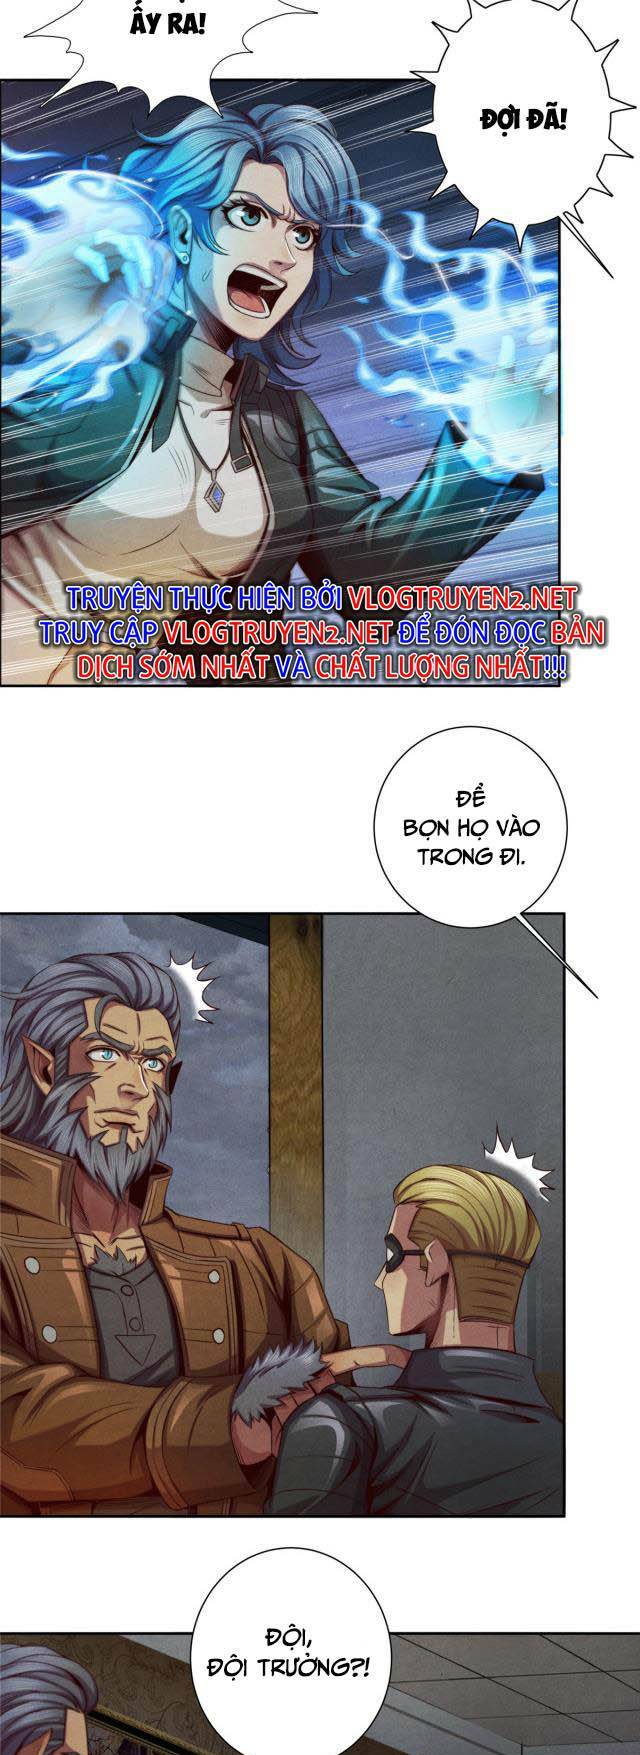 ẤY RA!
ĐỢI ĐÃ!
TRUYỆN THỰC HIỆN BỞI VLOGTRUYEN2.NET
TRUY CẬP VLOGTRUYEN2.NET ĐỂ ĐÓN ĐỌC BẢN
DỊCH SỚM NHẤT VÀ CHẤT LƯỢNG NHẤT!!!
ĐỂ
BỌN HỌ VÀO
TRONG ĐI.
ĐỘI,
ĐỘI TRƯỞNG?!